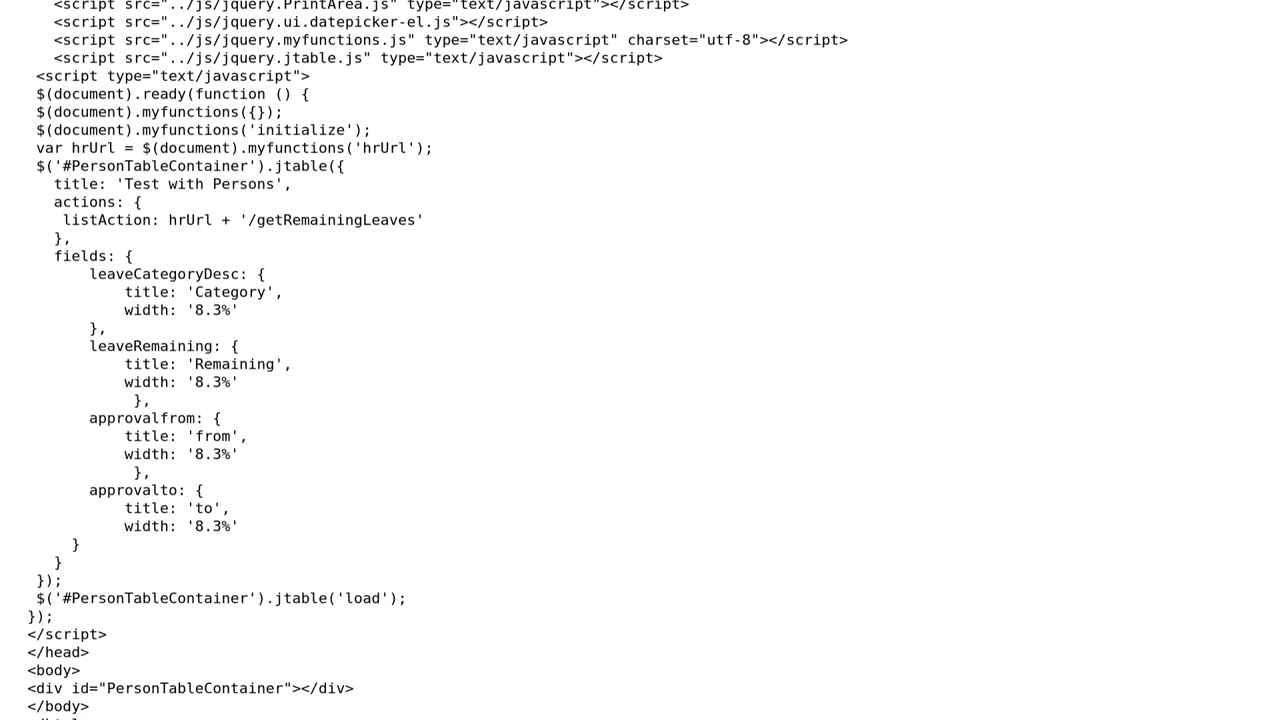 <script src="../js/jquery.PrintArea.js" type="text/javascript"></script>
<script src="../js/jquery.ui.datepicker-el.js"></script>
<script src="../js/jquery.myfunctions.js" type="text/javascript" charset="utf-8"></script>
<script src="../js/jquery.jtable.js" type="text/javascript"></script>
<script type="text/javascript">
$(document).ready(function () {
$(document).myfunctions({});
$(document).myfunctions('initialize');
var hrUrl = $(document).myfunctions('hrUrl');
$('#PersonTableContainer').jtable({
title: 'Test with Persons',
actions: {
listAction: hrUrl + '/getRemainingLeaves'
},
fields: {
leaveCategoryDesc: {
title: 'Category',
width: '8.3%'
},
leaveRemaining: {
title: 'Remaining',
width: '8.3%'
},
approvalfrom: {
title: 'from',
width: '8.3%'
},
approvalto: {
title: 'to',
width: '8.3%'
}
}
});
$('#PersonTableContainer').jtable('load');
});
</script>
</head>
<body>
<div id="PersonTableContainer"></div>
</body>